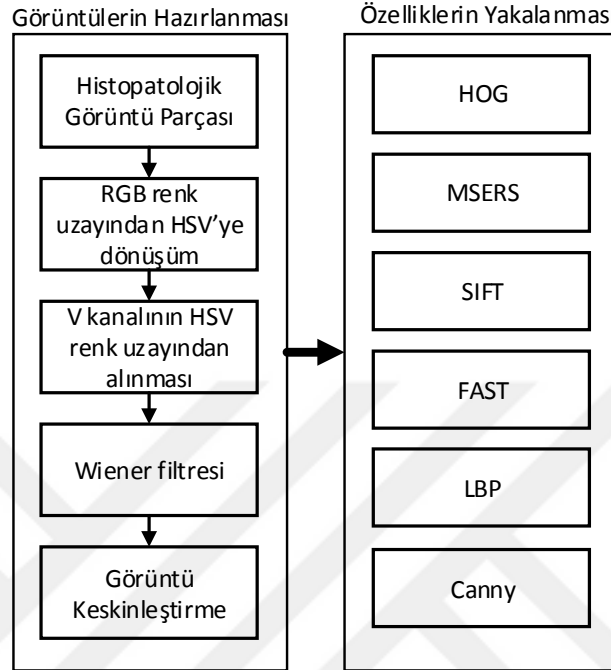 Görüntülerin Hazırlanması
Histopatolojik
Görüntü Parçası
RGB renk
uzayından HSV’ye
dönüşüm
V kanalının HSV
renk uzayından
alınması
Wiener filtresi
Görüntü
Keskinleştirme
Özelliklerin Yakalanmas
HOG
MSERS
SIFT
FAST
LBP
Canny